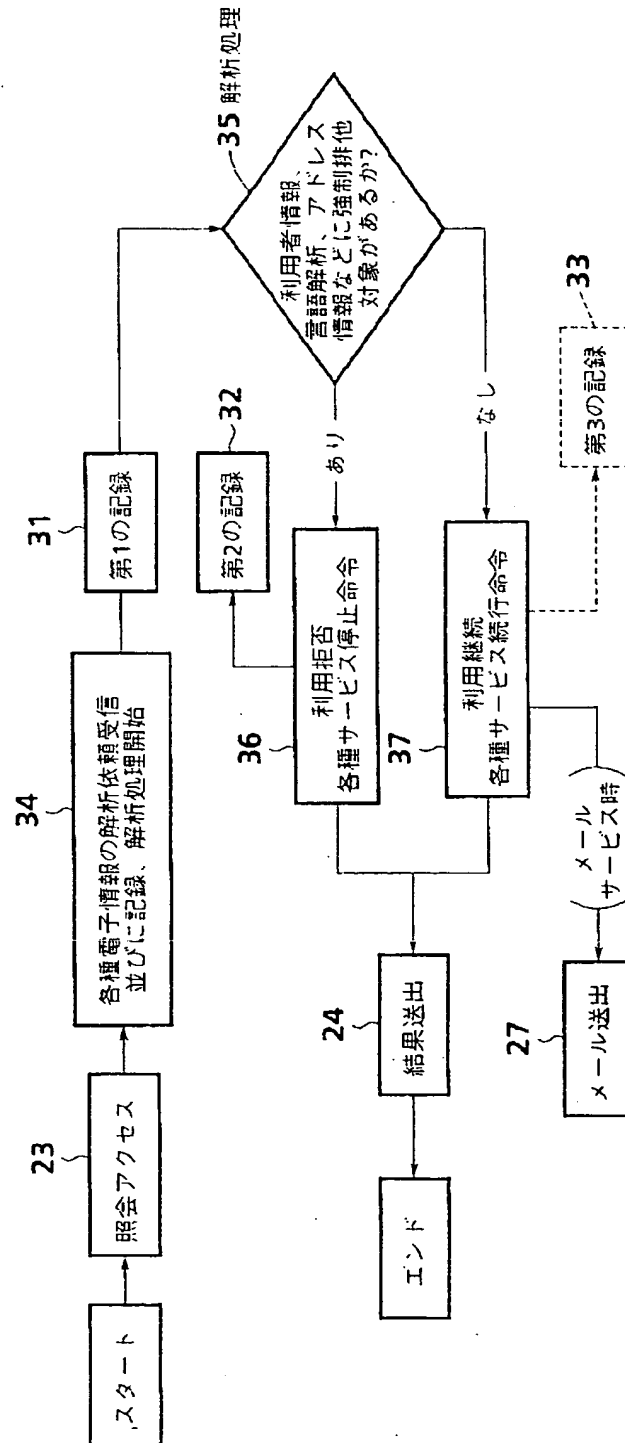 スタート
23
照会アクセス
34
各種電子情報の解析依頼受信
並びに記録、解析処理開始
31
第1の記録
35 解析処理
利用者情報、
言語解析、アドレス
情報などに強制排他
対象があるか?
あり
なし
32
第2の記録
36
利用拒否
各種サービス停止命令
37
利用継続
各種サービス続行命令
33
第3の記録
24
結果送出
エンド
メール
サービス時
27
メール送出